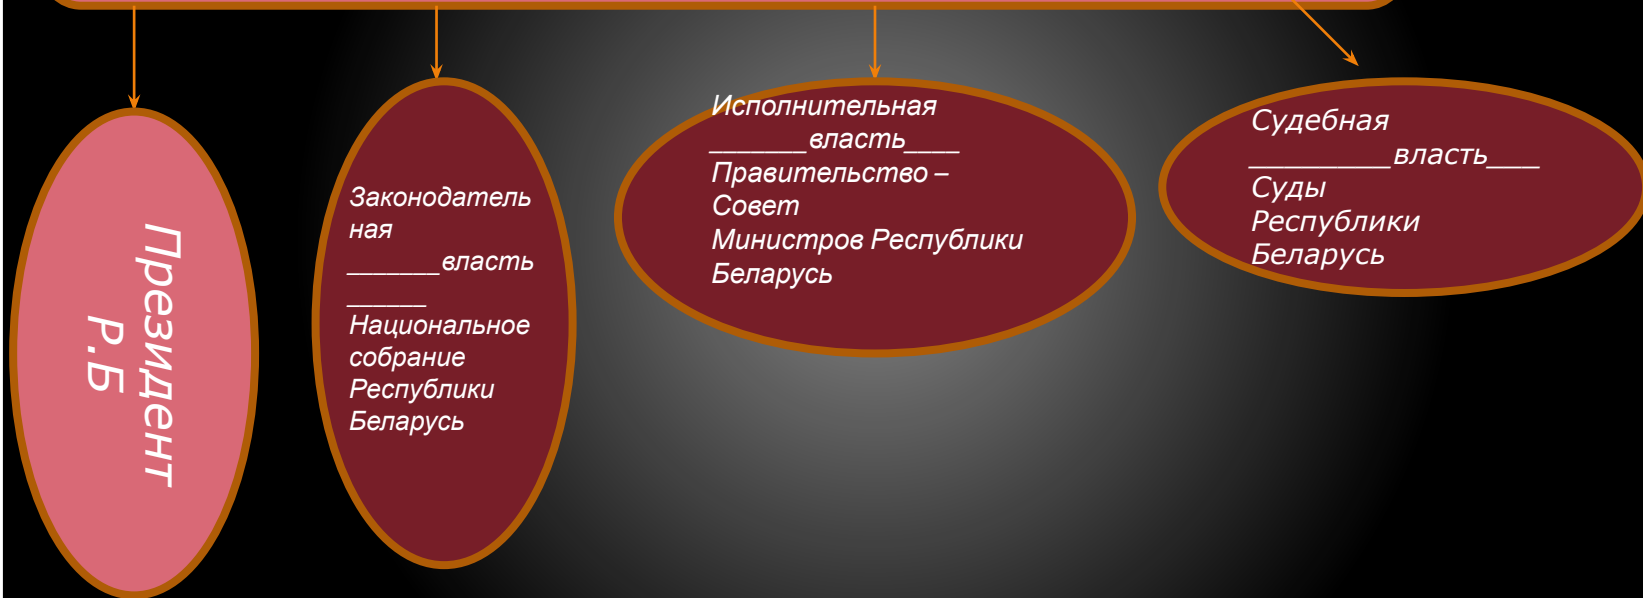 Президент
Р.Б
Законодатель
ная
_______власть
______
Национальное
собрание
Республики
Беларусь
Исполнительная
_______власть____
Правительство –
Совет
Министров Республики
Беларусь
Судебная
________власть___
Суды
Республики
Беларусь